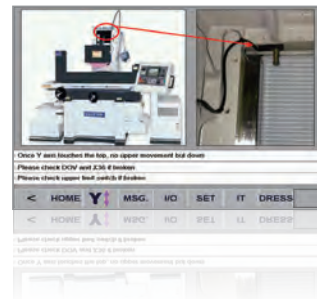 Once Y axis touches the top, no upper movement but down
Please check DOV and X36 if broken
Please check upper limit switch if broken
< HOME Y MSG. I/O SET IT DRESS